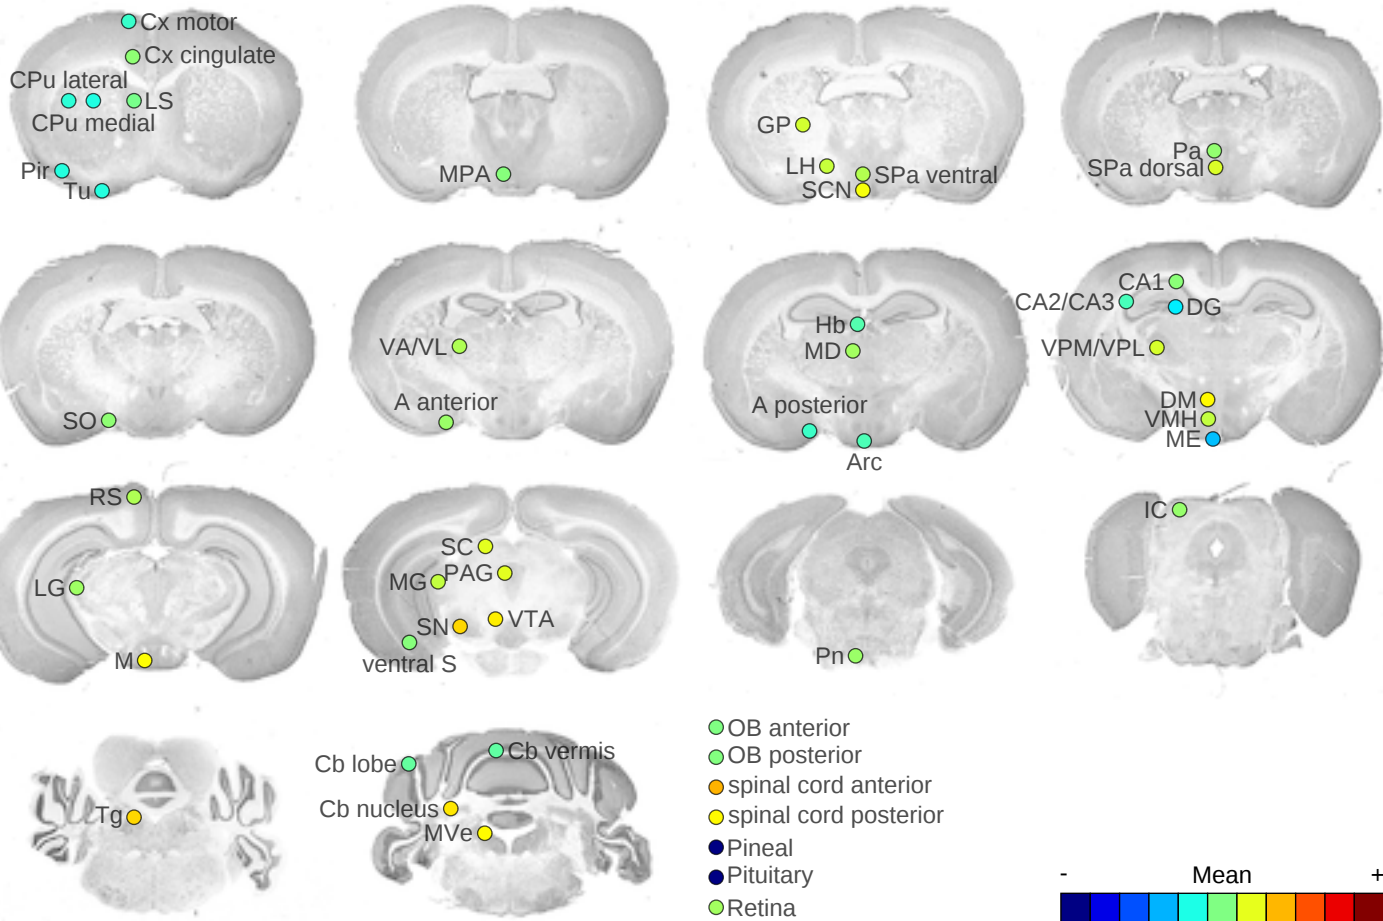 Cx motor
Cx cingulate
CPu lateral
LS
CPu medial
Pir
Tu
MPA
GP
LH
SPa ventral
SCN
Pa
SPa dorsal
SO
VA/VL
A anterior
Hb
MD
A posterior
Arc
CA1
CA2/CA3
DG
VPM/VPL
DM
VMH
ME
RS
LG
M
SC
PAG
MG
SN
VTA
ventral S
Pn
IC
Tg
Cb vermis
Cb lobe
Cb nucleus
MVe
OB anterior
OB posterior
spinal cord anterior
spinal cord posterior
Pineal
Pituitary
Retina
- Mean +